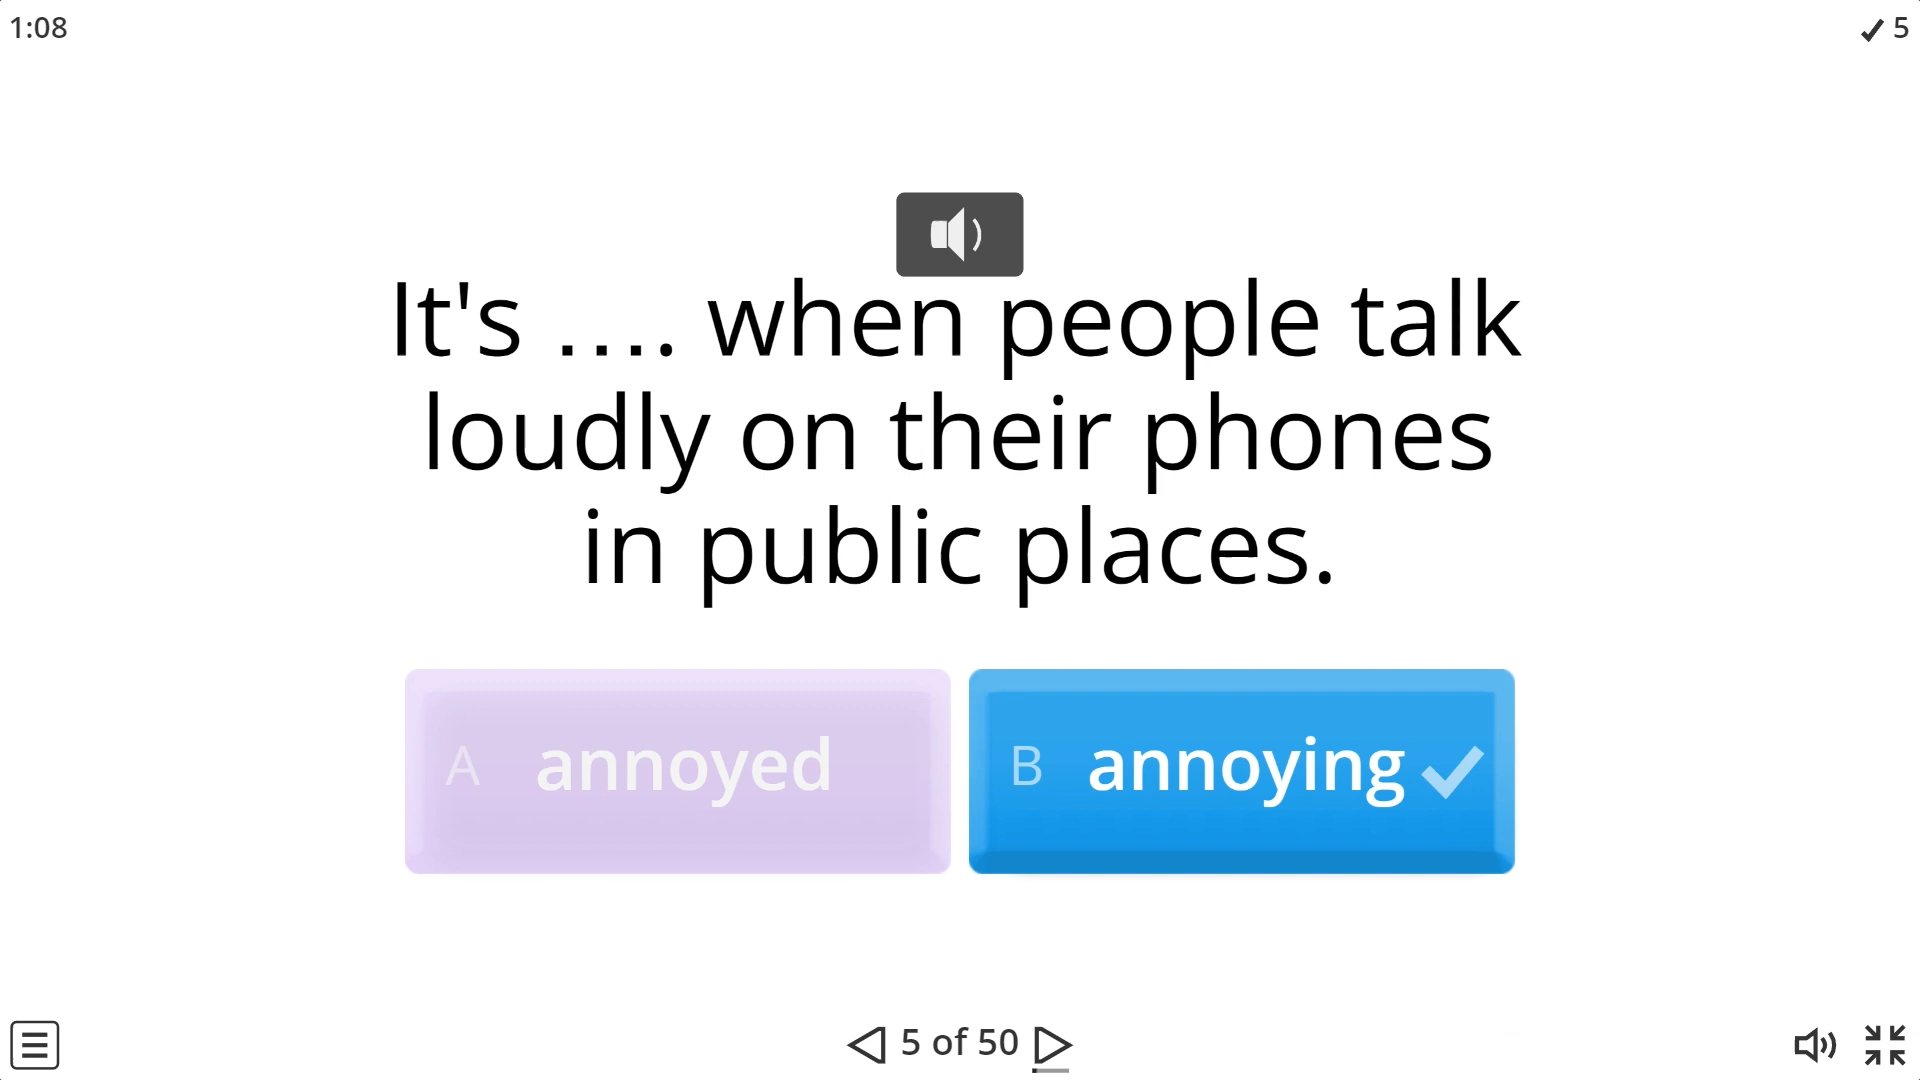 1:08
✓ 5
It's .... when people talk
loudly on their phones
in public places.
A annoyed
B annoying
5 of 50